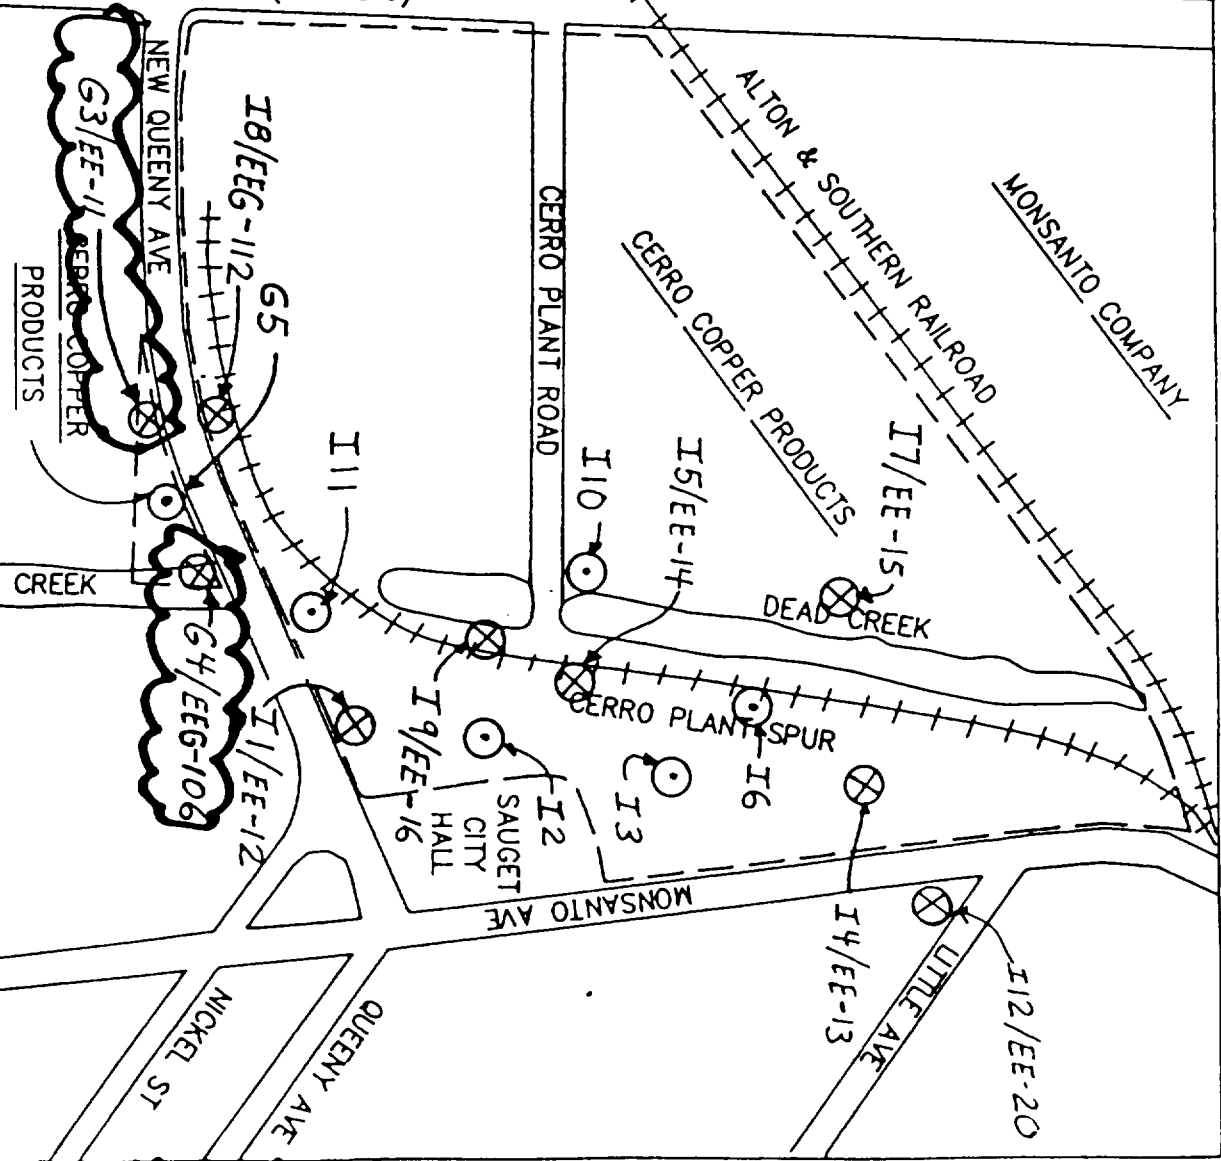 MONSANTO COMPANY
ALTON & SOUTHERN RAILROAD
CERRO COPPER PRODUCTS
I7/EE-15
DEAD CREEK
I12/EE-20
LITTLE AVE
I4/EE-13
I6
I5/EE-14
I10
CERRO PLANT ROAD
CERRO PLANT SPUR
I3
MONSANTO AVE
I2
SAUGET
CITY
HALL
I9/EE-16
I11
G5
I8/EEG-112
NEW QUEENY AVE
G3/EE-11
CERRO COPPER
PRODUCTS
CREEK
G4/EEG-106
I1/EE-12
QUEENY AVE
NICKEL ST